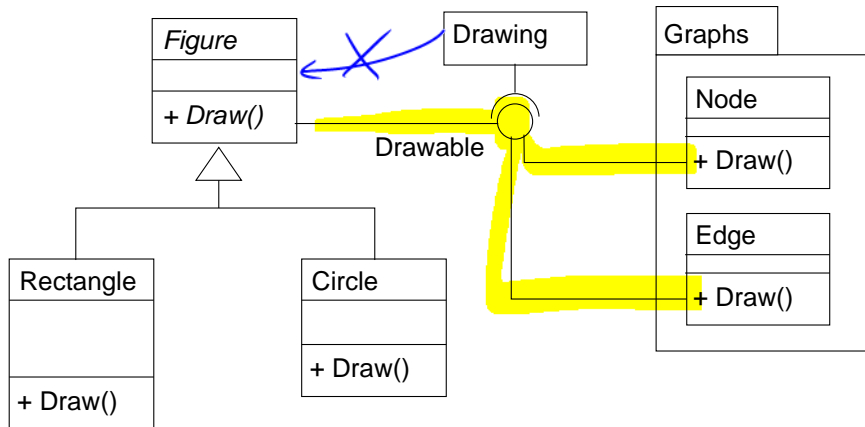 Figure
+ Draw()
Drawing
Drawable
Graphs
Node
+ Draw()
Edge
+ Draw()
Rectangle
+ Draw()
Circle
+ Draw()